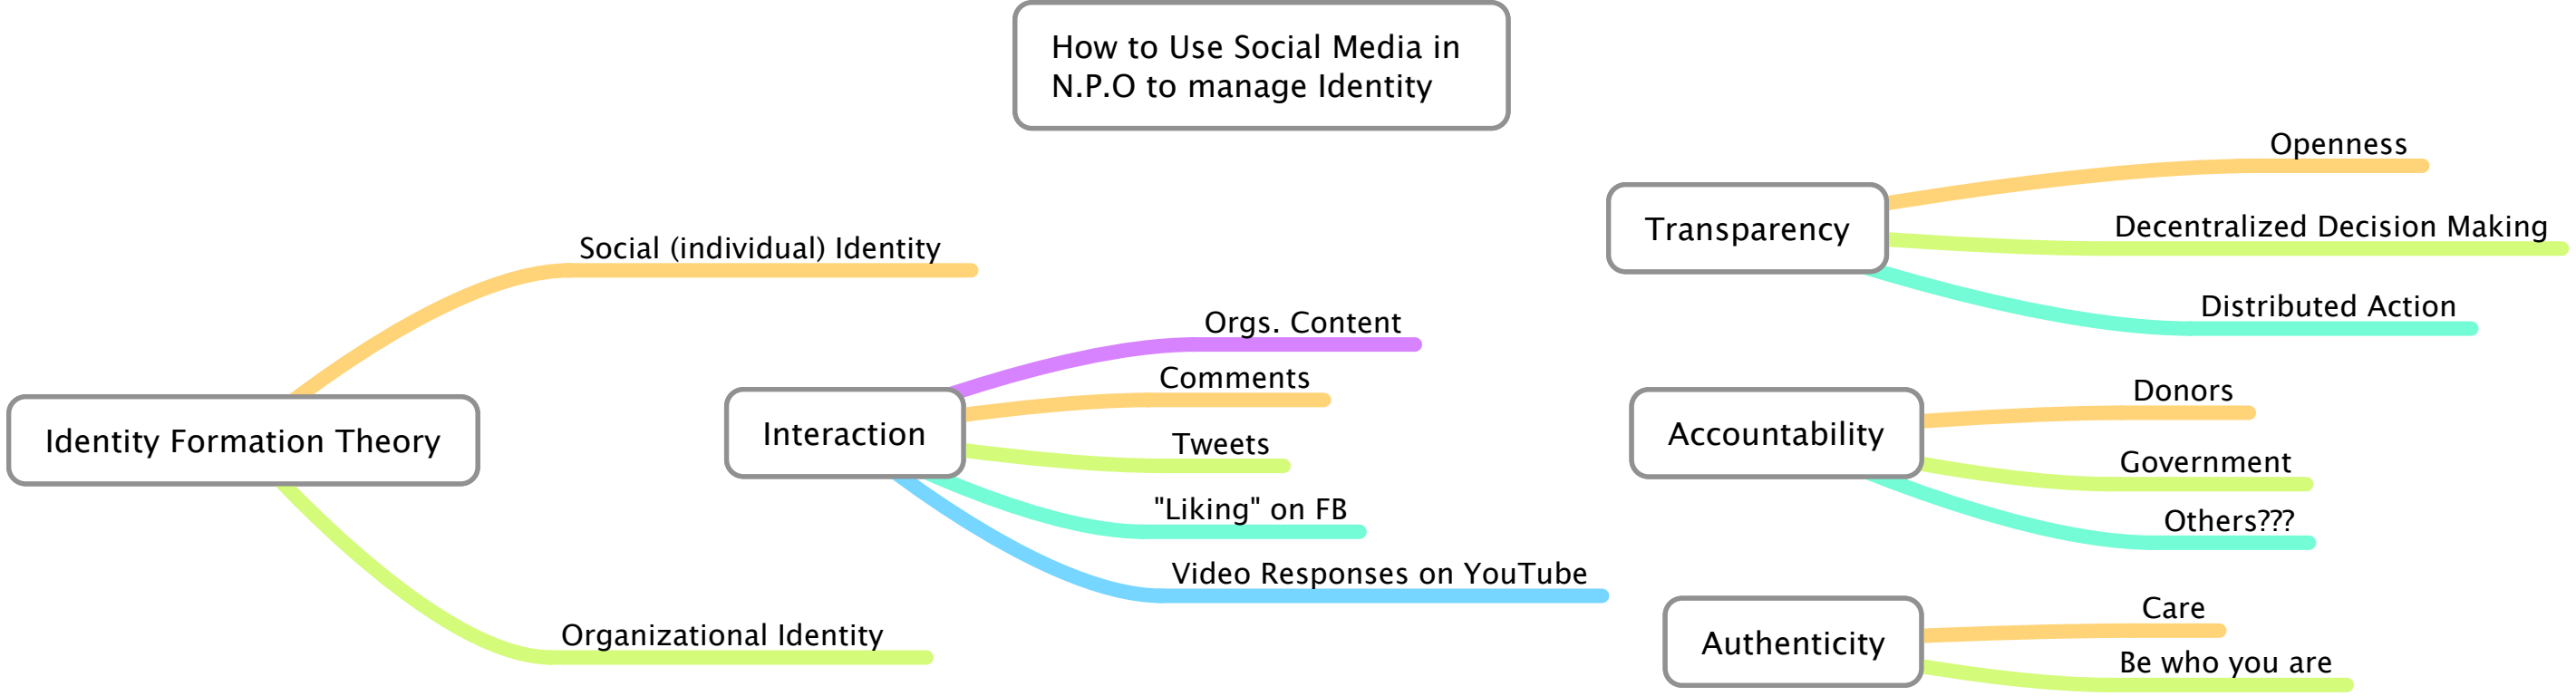 How to Use Social Media in
N.P.O to manage Identity
Identity Formation Theory
Social (individual) Identity
Organizational Identity
Interaction
Orgs. Content
Comments
Tweets
"Liking" on FB
Video Responses on YouTube
Transparency
Openness
Decentralized Decision Making
Distributed Action
Accountability
Donors
Government
Others???
Authenticity
Care
Be who you are